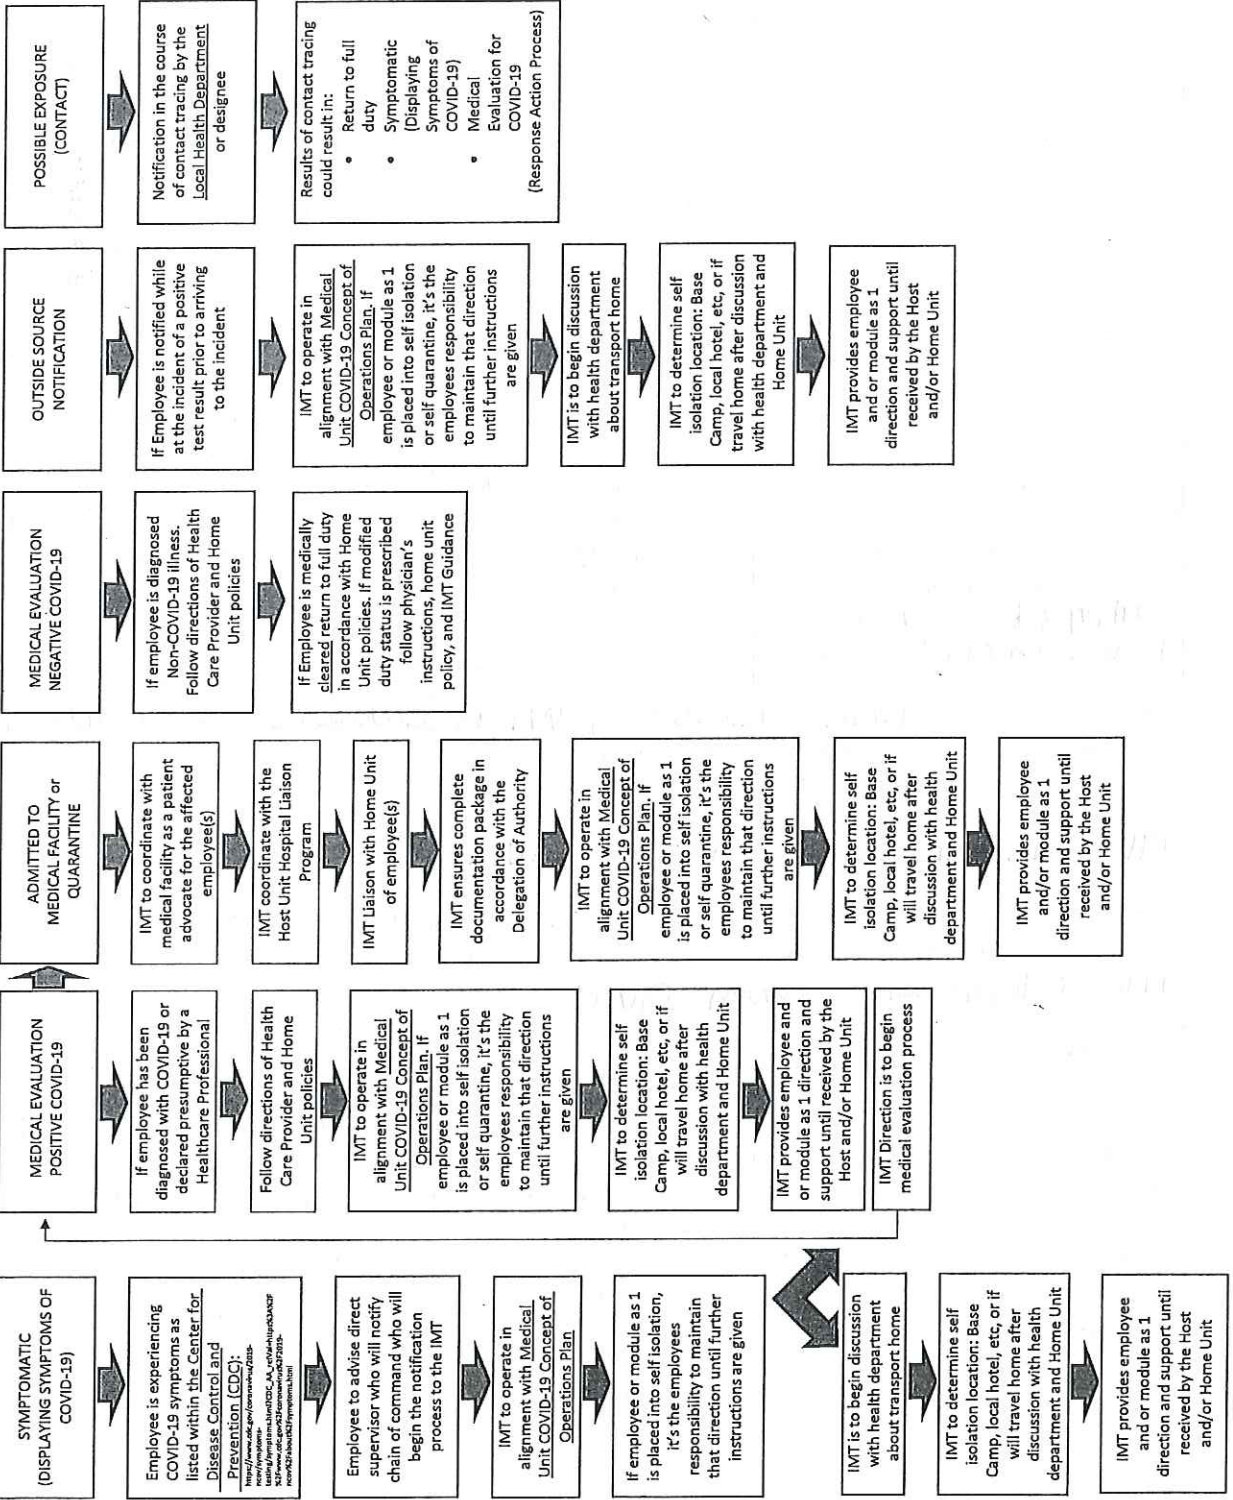 SYMPTOMATIC
(DISPLAYING SYMPTOMS OF
COVID-19)
Employee is experiencing
COVID-19 symptoms as
listed within the Center for
Disease Control and
Prevention (CDC):
https://www.cdc.gov/coronavirus/2019-
ncov/symptoms-
testing/symptoms.html?CDC_AA_refVal=https%3A%2F
%2Fwww.cdc.gov%2Fcoronavirus%2F2019-
ncov%2Fabout%2Fsymptoms.html
Employee to advise direct
supervisor who will notify
chain of command who will
begin the notification
process to the IMT
IMT to operate in
alignment with Medical
Unit COVID-19 Concept of
Operations Plan
If employee or module as 1
is placed into self isolation,
it's the employees
responsibility to maintain
that direction until further
instructions are given
IMT is to begin discussion
with health department
about transport home
IMT to determine self
isolation location: Base
Camp, local hotel, etc, or if
will travel home after
discussion with health
department and Home Unit
IMT provides employee
and or module as 1
direction and support until
received by the Host
and/or Home Unit
MEDICAL EVALUATION
POSITIVE COVID-19
If employee has been
diagnosed with COVID-19 or
declared presumptive by a
Healthcare Professional
Follow directions of Health
Care Provider and Home
Unit policies
IMT to operate in
alignment with Medical
Unit COVID-19 Concept of
Operations Plan. If
employee or module as 1
is placed into self isolation
or self quarantine, it's the
employees responsibility
to maintain that direction
until further instructions
are given
IMT to determine self
isolation location: Base
Camp, local hotel, etc, or if
will travel home after
discussion with health
department and Home Unit
IMT provides employee and
or module as 1 direction and
support until received by the
Host and/or Home Unit
IMT Direction is to begin
medical evaluation process
ADMITTED TO
MEDICAL FACILITY or
QUARANTINE
IMT to coordinate with
medical facility as a patient
advocate for the affected
employee(s)
IMT coordinate with the
Host Unit Hospital Liaison
Program
IMT Liaison with Home Unit
of employee(s)
IMT ensures complete
documentation package in
accordance with the
Delegation of Authority
IMT to operate in
alignment with Medical
Unit COVID-19 Concept of
Operations Plan. If
employee or module as 1
is placed into self isolation
or self quarantine, it's the
employees responsibility
to maintain that direction
until further instructions
are given
IMT to determine self
isolation location: Base
Camp, local hotel, etc, or if
will travel home after
discussion with health
department and Home Unit
IMT provides employee
and/or module as 1
direction and support until
received by the Host
and/or Home Unit
MEDICAL EVALUATION
NEGATIVE COVID-19
If employee is diagnosed
Non-COVID-19 illness.
Follow directions of Health
Care Provider and Home
Unit policies
If Employee is medically
cleared return to full duty
in accordance with Home
Unit policies. If modified
duty status is prescribed
follow physician's
instructions, home unit
policy, and IMT Guidance
OUTSIDE SOURCE
NOTIFICATION
If Employee is notified while
at the incident of a positive
test result prior to arriving
to the incident
IMT to operate in
alignment with Medical
Unit COVID-19 Concept of
Operations Plan. If
employee or module as 1
is placed into self isolation
or self quarantine, it's the
employees responsibility
to maintain that direction
until further instructions
are given
IMT is to begin discussion
with health department
about transport home
IMT to determine self
isolation location: Base
Camp, local hotel, etc, or if
travel home after discussion
with health department and
Home Unit
IMT provides employee
and or module as 1
direction and support until
received by the Host
and/or Home Unit
POSSIBLE EXPOSURE
(CONTACT)
Notification in the course
of contact tracing by the
Local Health Department
or designee
Results of contact tracing
could result in:
• Return to full
duty
• Symptomatic
(Displaying
Symptoms of
COVID-19)
• Medical
Evaluation for
COVID-19
(Response Action Process)